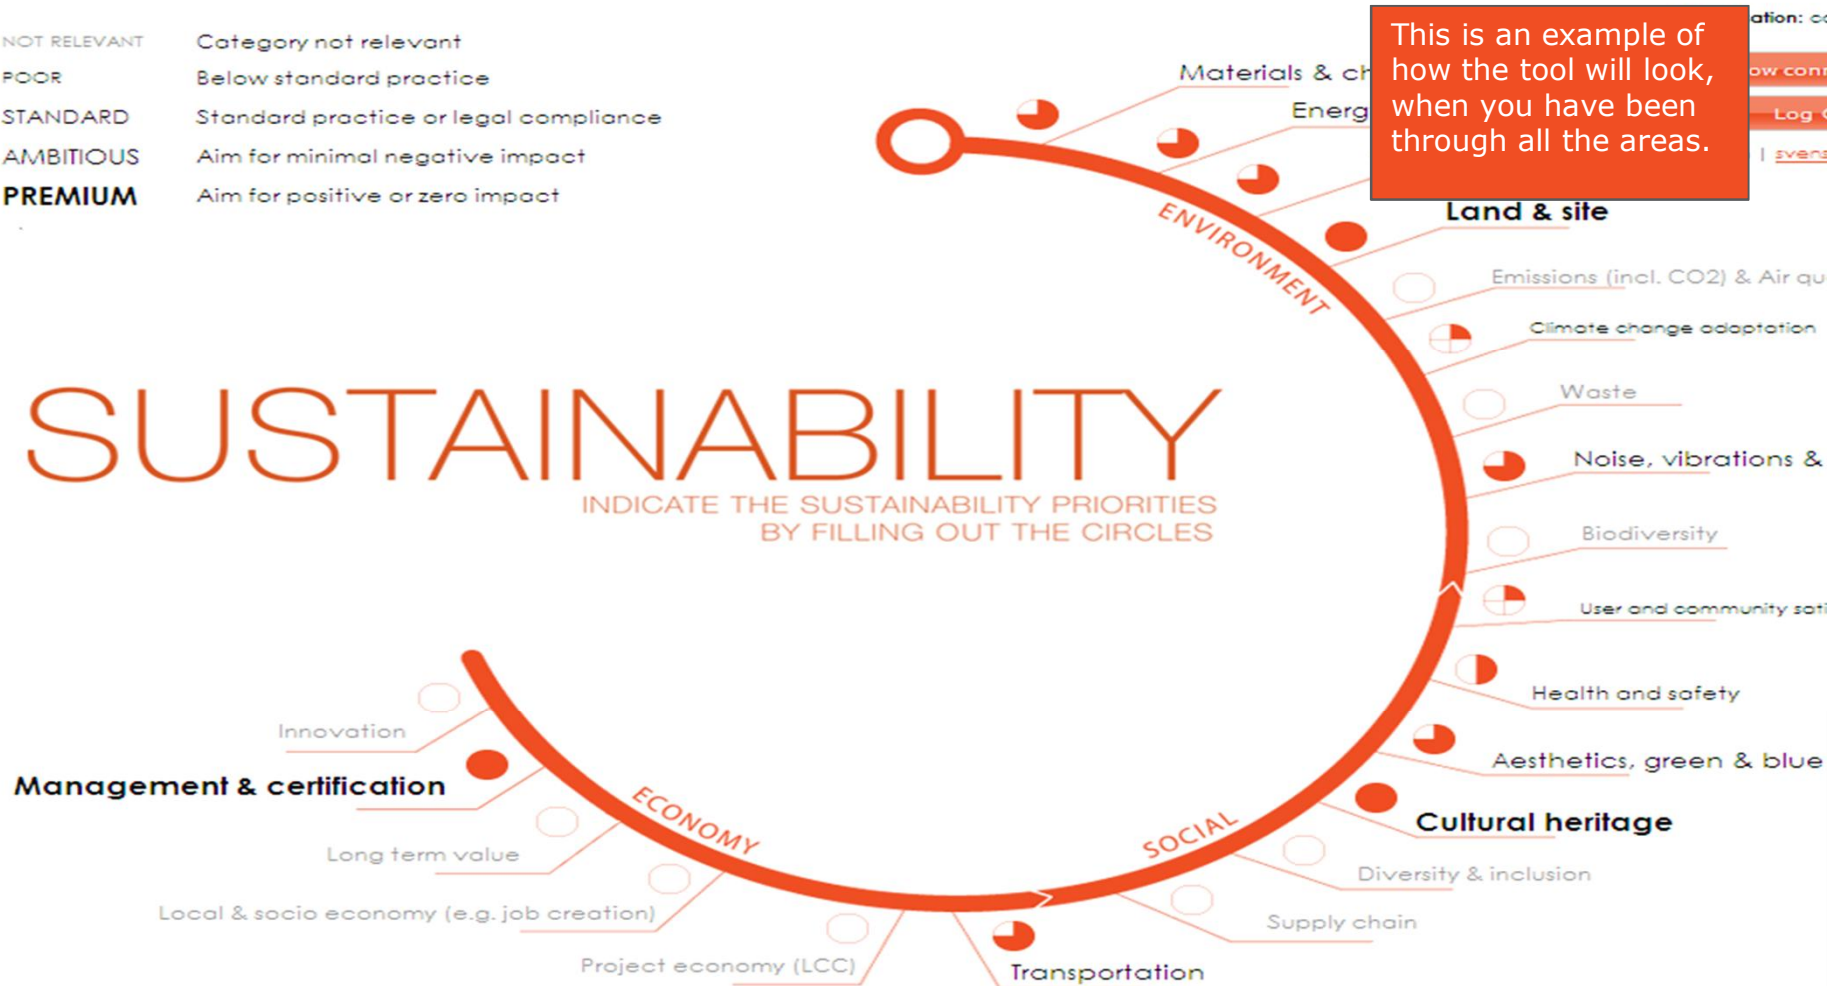 NOT RELEVANT Category not relevant
POOR Below standard practice
STANDARD Standard practice or legal compliance
AMBITIOUS Aim for minimal negative impact
PREMIUM Aim for positive or zero impact
This is an example of
how the tool will look,
when you have been
through all the areas.
Log
Materials &
Land & site
Emissions (incl. CO2) & Air
Climate change adaptation
Waste
Noise, vibrations &
Biodiversity
User and community
Health and safety
Aesthetics, green & blue
Cultural heritage
Diversity & inclusion
Supply chain
Transportation
Project economy (LCC)
Local & socio economy (e.g. job creation)
Long term value
Management & certification
Innovation
ENVIRONMENT
SOCIAL
ECONOMY
SUSTAINABILITY
INDICATE THE SUSTAINABILITY PRIORITIES
BY FILLING OUT THE CIRCLES